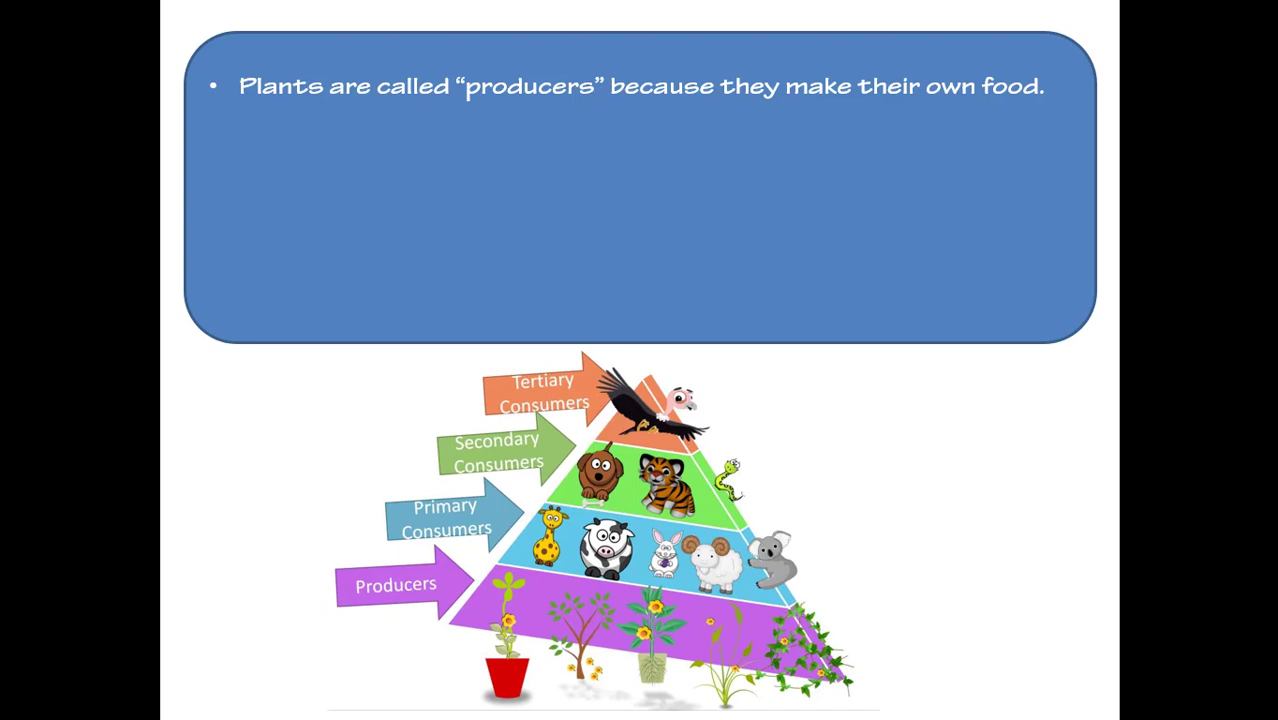 • Plants are called “producers” because they make their own food.
Tertiary
Consumers
Secondary
Consumers
Primary
Consumers
Producers